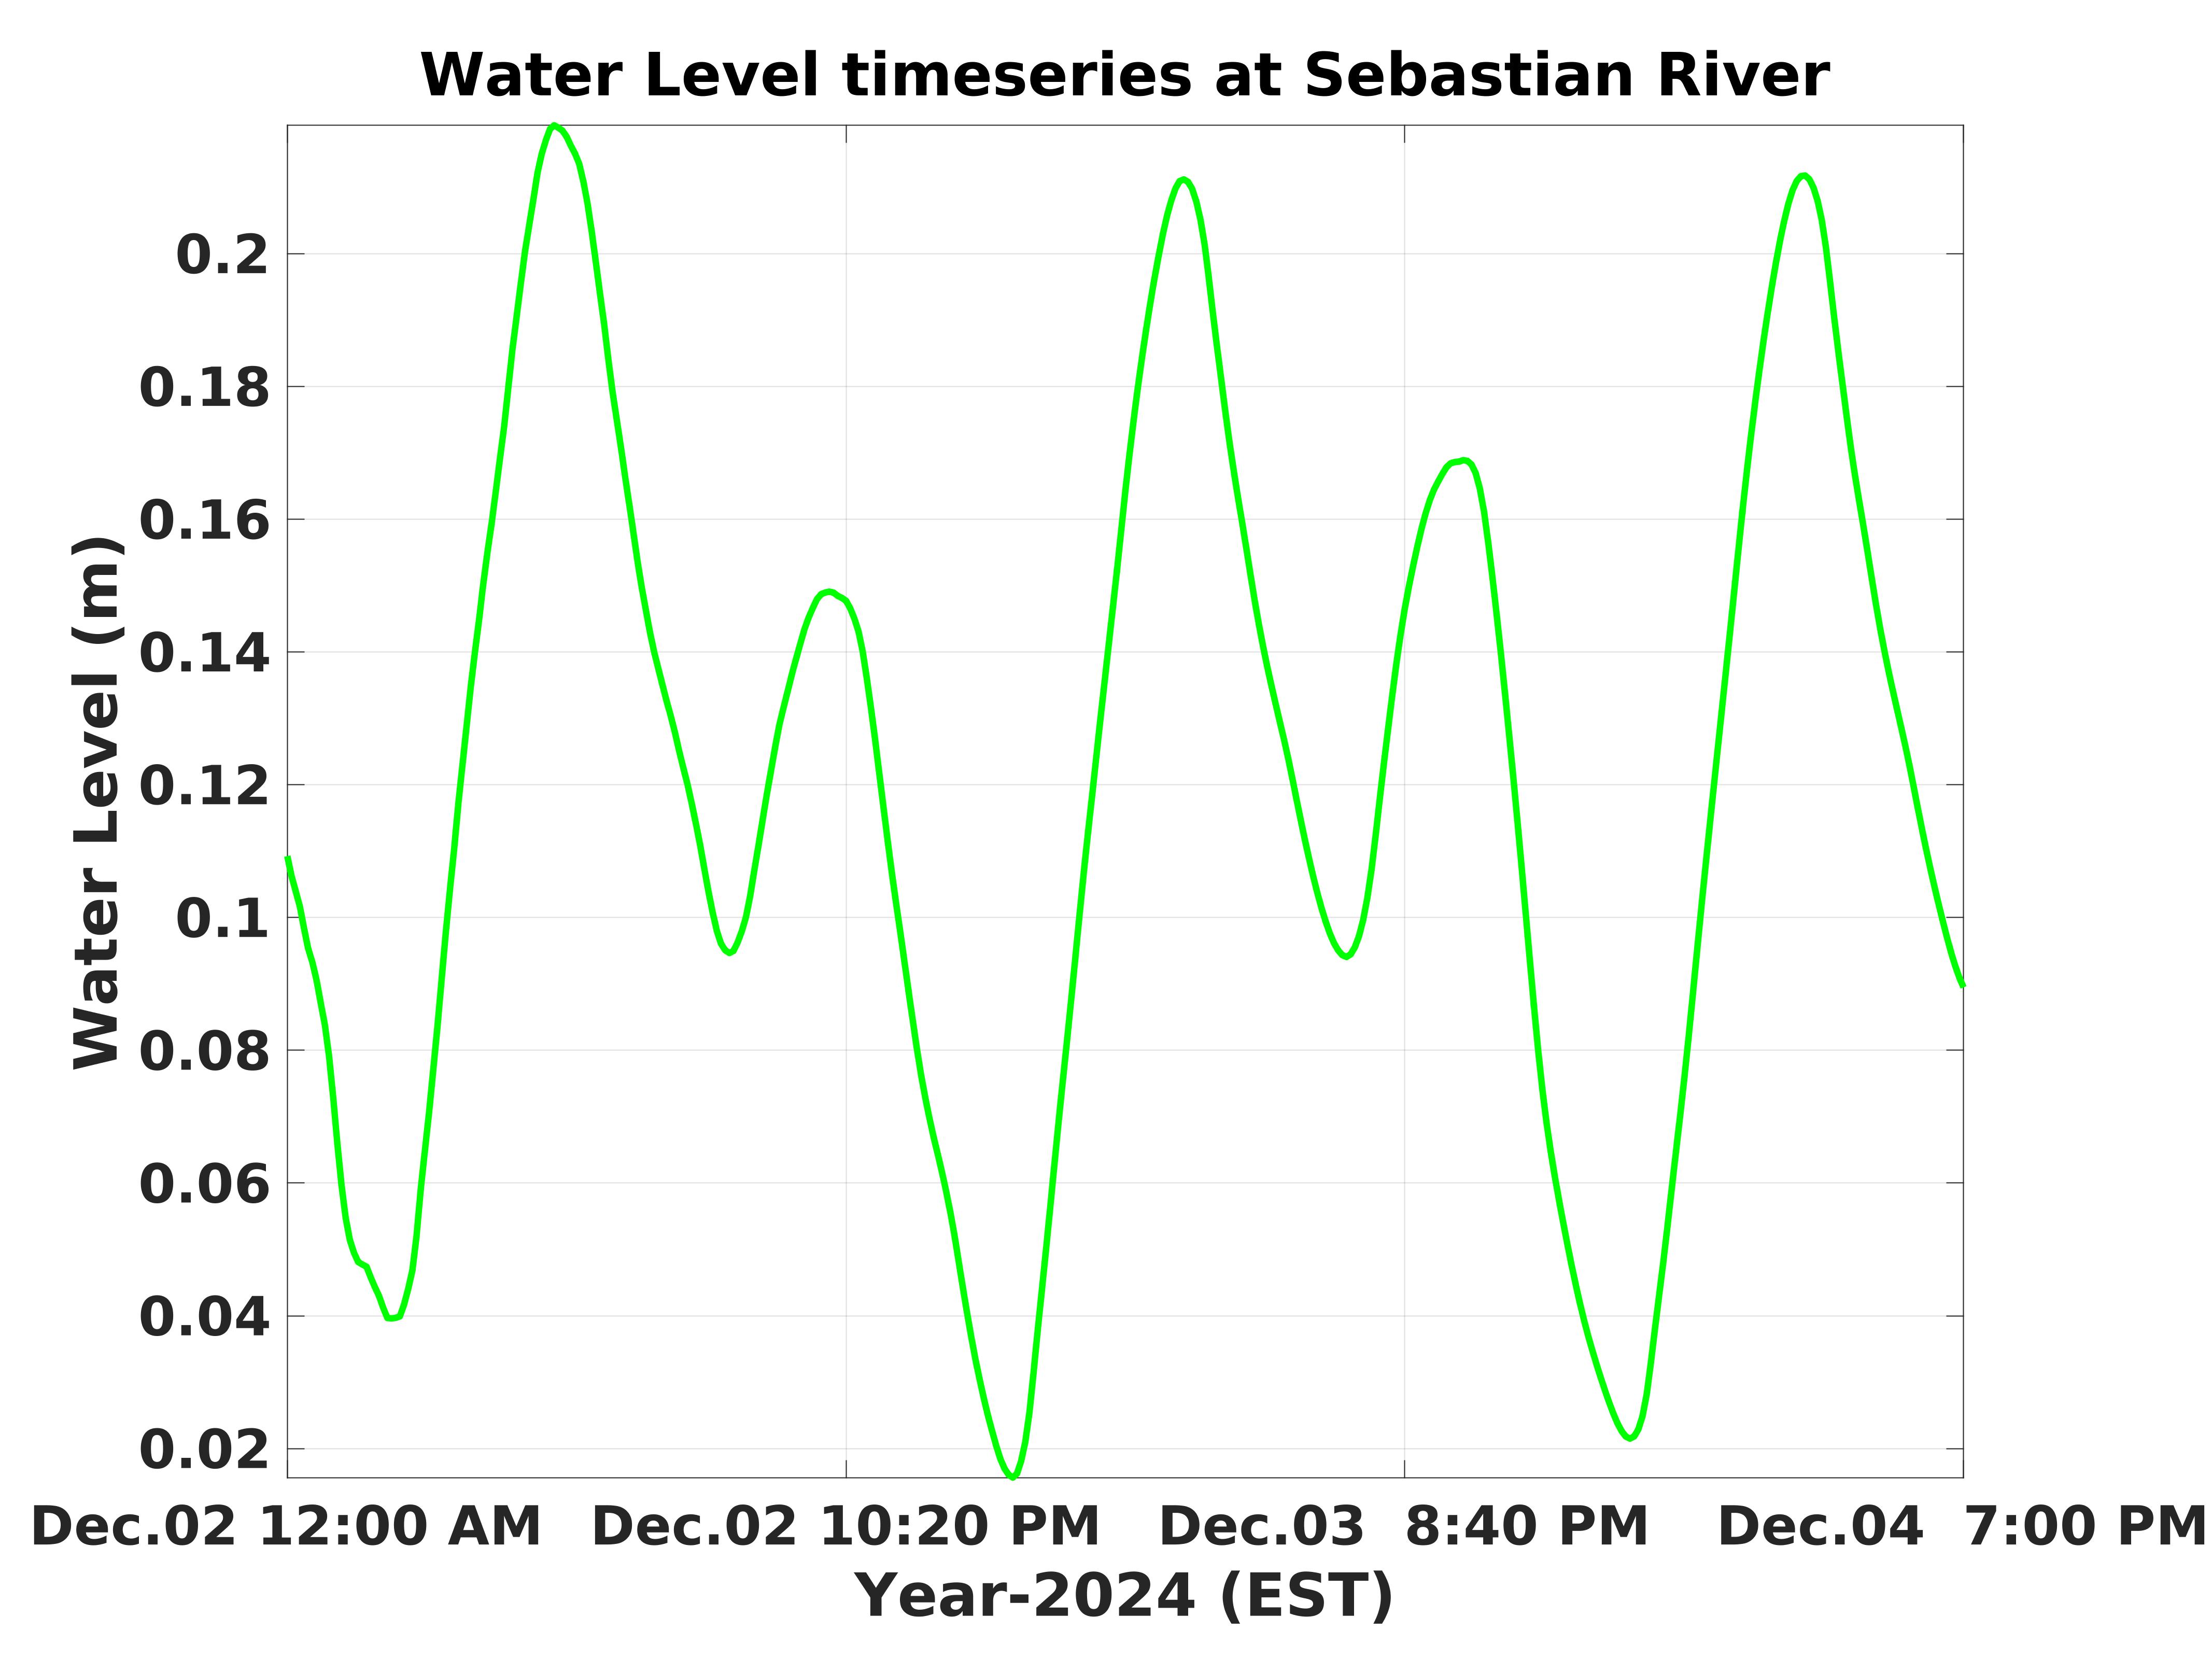 Water Level timeseries at Sebastian River
Water Level (m)
0.2
0.18
0.16
0.14
0.12
0.1
0.08
0.06
0.04
0.02
Dec.02 12:00 AM Dec.02 10:20 PM Dec.03 8:40 PM Dec.04 7:00 PM
Year-2024 (EST)